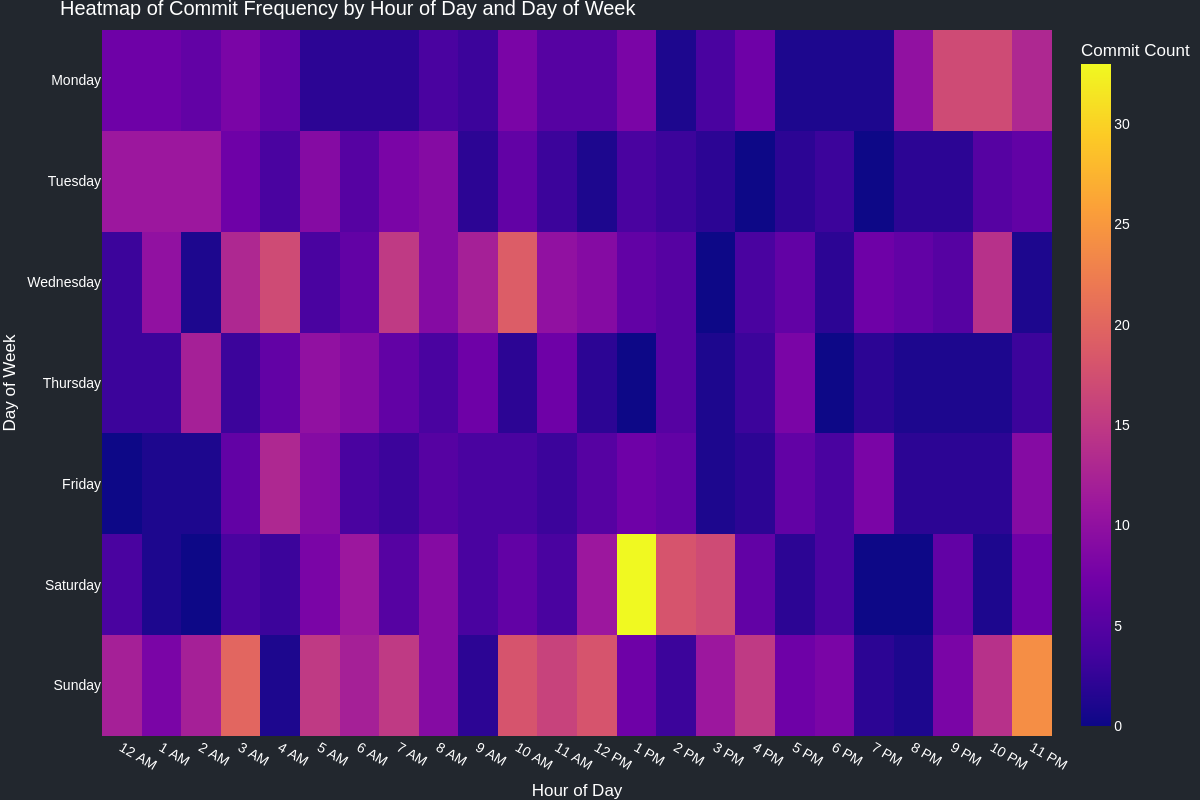 Heatmap of Commit Frequency by Hour of Day and Day of Week
Commit Count
30
25
20
15
10
5
0
Day of Week
Monday
Tuesday
Wednesday
Thursday
Friday
Saturday
Sunday
12 AM 1 AM 2 AM 3 AM 4 AM 5 AM 6 AM 7 AM 8 AM 9 AM 10 AM 11 AM 12 PM 1 PM 2 PM 3 PM 4 PM 5 PM 6 PM 7 PM 8 PM 9 PM 10 PM 11 PM
Hour of Day